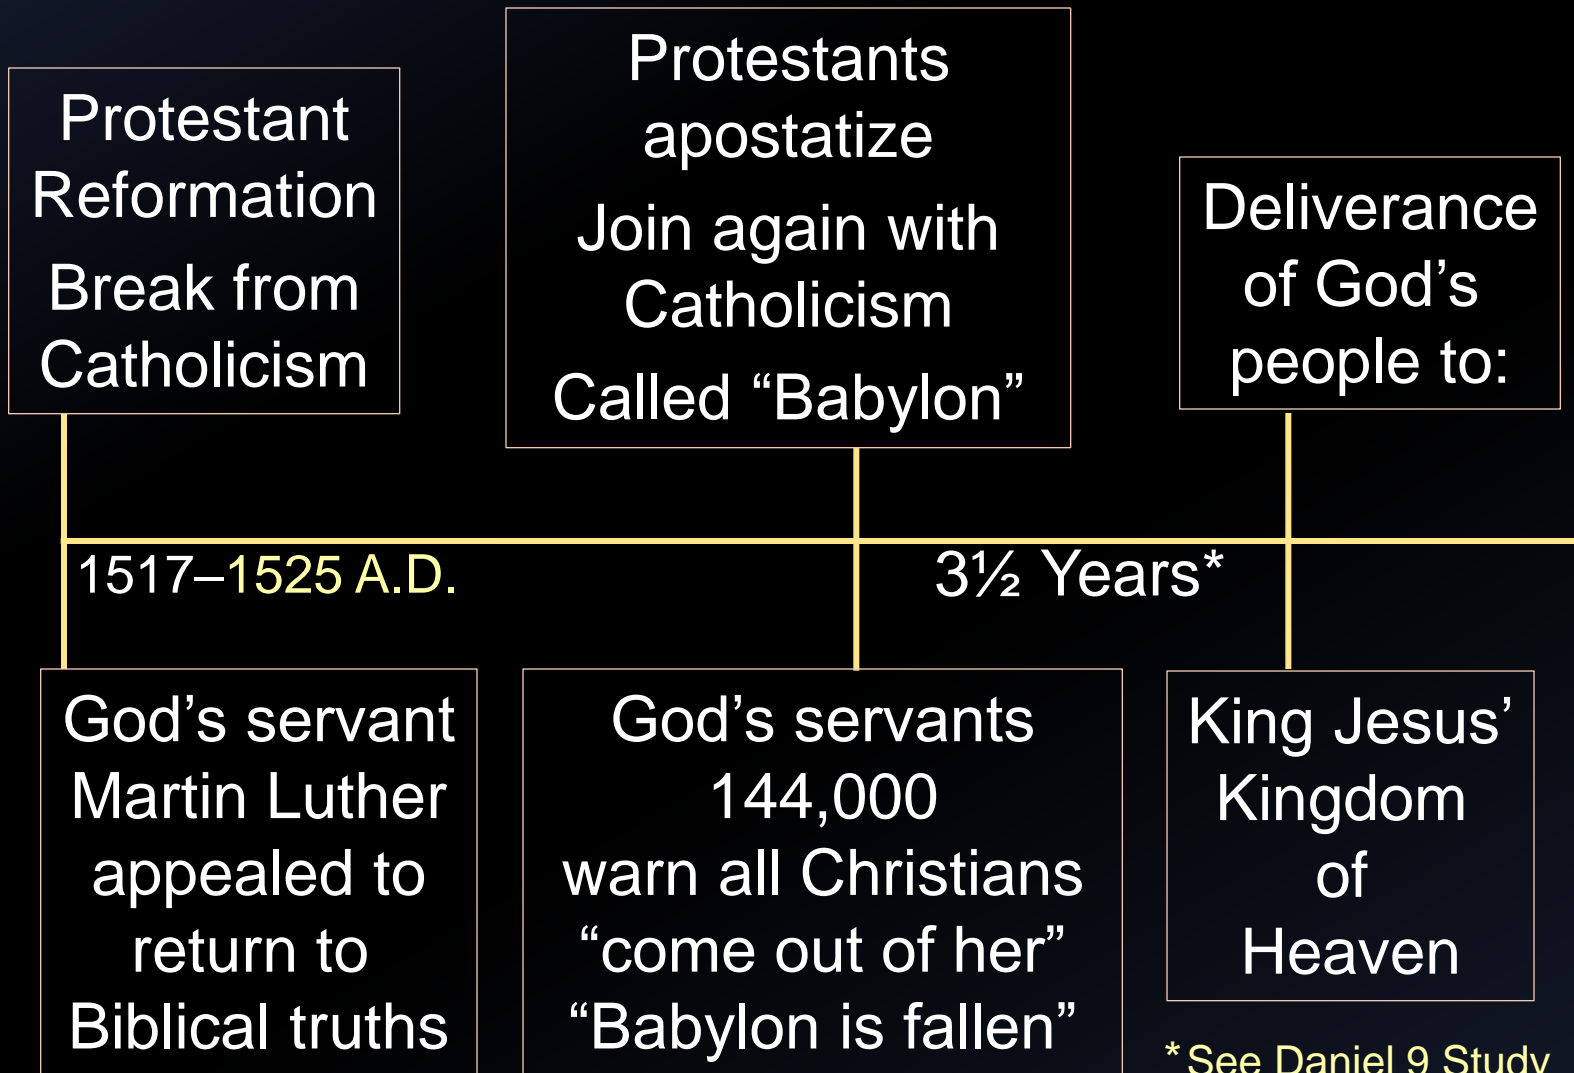 Protestant
Reformation
Break from
Catholicism
Protestants
apostatize
Join again with
Catholicism
Called “Babylon”
Deliverance
of God’s
people to:
1517–1525 A.D.
3½ Years*
God’s servant
Martin Luther
appealed to
return to
Biblical truths
God’s servants
144,000
warn all Christians
“come out of her”
“Babylon is fallen”
King Jesus’
Kingdom
of
Heaven
*See Daniel 9 Study